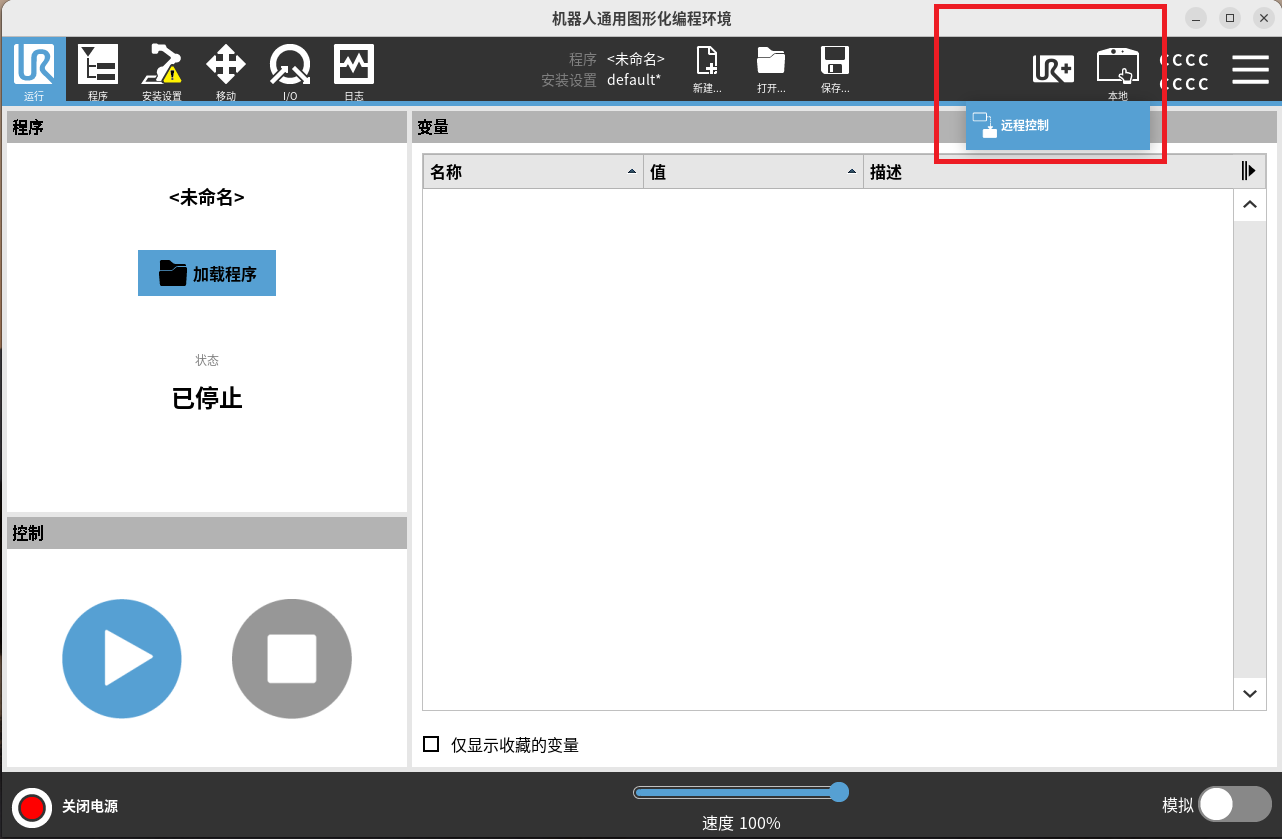 机器人通用图形化编程环境
运行
程序
安装设置
移动
I/O
日志
程序 <未命名>
安装设置 default*
新建...
打开...
保存...
UR+
本地
CCCC
CCCC
远程控制
程序
<未命名>
加载程序
状态
已停止
控制
变量
名称
值
描述
仅显示收藏的变量
关闭电源
速度 100%
模拟